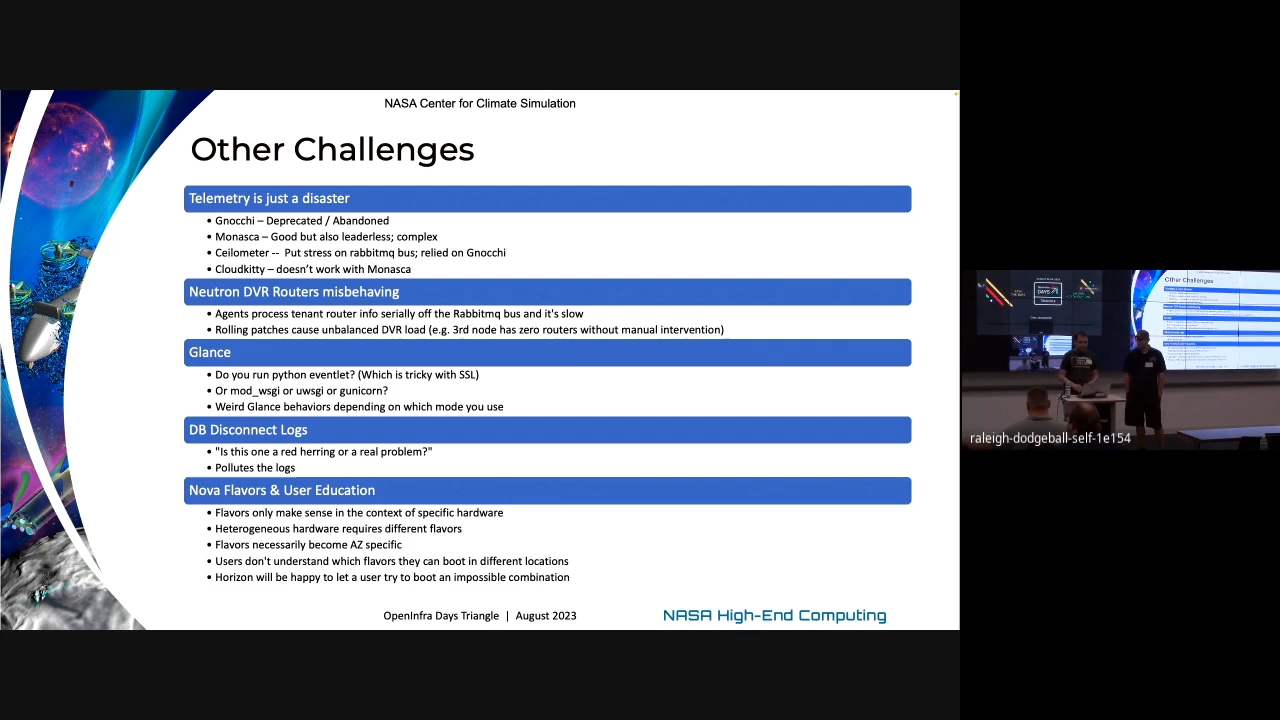 NASA Center for Climate Simulation
Other Challenges
Telemetry is just a disaster
• Gnocchi – Deprecated / Abandoned
• Monasca – Good but also leaderless; complex
• Ceilometer -- Put stress on rabbitmq bus; relied on Gnocchi
• Cloudkitty – doesn't work with Monasca
Neutron DVR Routers misbehaving
• Agents process tenant router info serially off the Rabbitmq bus and it's slow
• Rolling patches cause unbalanced DVR load (e.g. 3rd node has zero routers without manual intervention)
Glance
• Do you run python eventlet? (Which is tricky with SSL)
• Or mod_wsgi or uwsgi or gunicorn?
• Weird Glance behaviors depending on which mode you use
DB Disconnect Logs
• "Is this one a red herring or a real problem?"
• Pollutes the logs
Nova Flavors & User Education
• Flavors only make sense in the context of specific hardware
• Heterogeneous hardware requires different flavors
• Flavors necessarily become AZ specific
• Users don't understand which flavors they can boot in different locations
• Horizon will be happy to let a user try to boot an impossible combination
OpenInfra Days Triangle | August 2023
NASA High-End Computing
Other Challenges
DAYS
raleigh-dodgeball-self-1e154